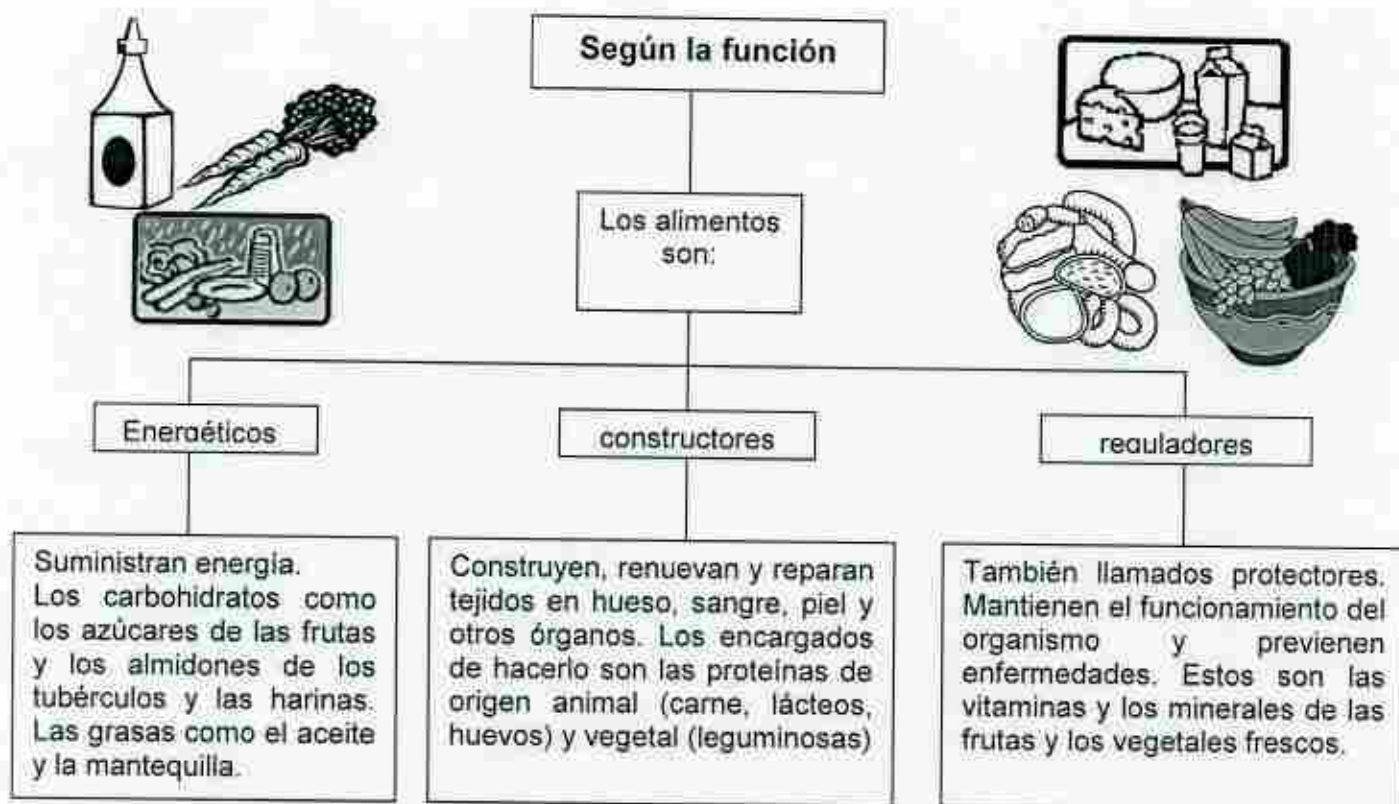 Según la función
Los alimentos
son:
Energéticos
constructores
reguladores
Suministran energía.
Los carbohidratos como
los azúcares de las frutas
y los almidones de los
tubérculos y las harinas.
Las grasas como el aceite
y la mantequilla.
Construyen, renuevan y reparan
tejidos en hueso, sangre, piel y
otros órganos. Los encargados
de hacerlo son las proteínas de
origen animal (carne, lácteos,
huevos) y vegetal (leguminosas)
También llamados protectores.
Mantienen el funcionamiento del
organismo y previenen
enfermedades. Estos son las
vitaminas y los minerales de las
frutas y los vegetales frescos.